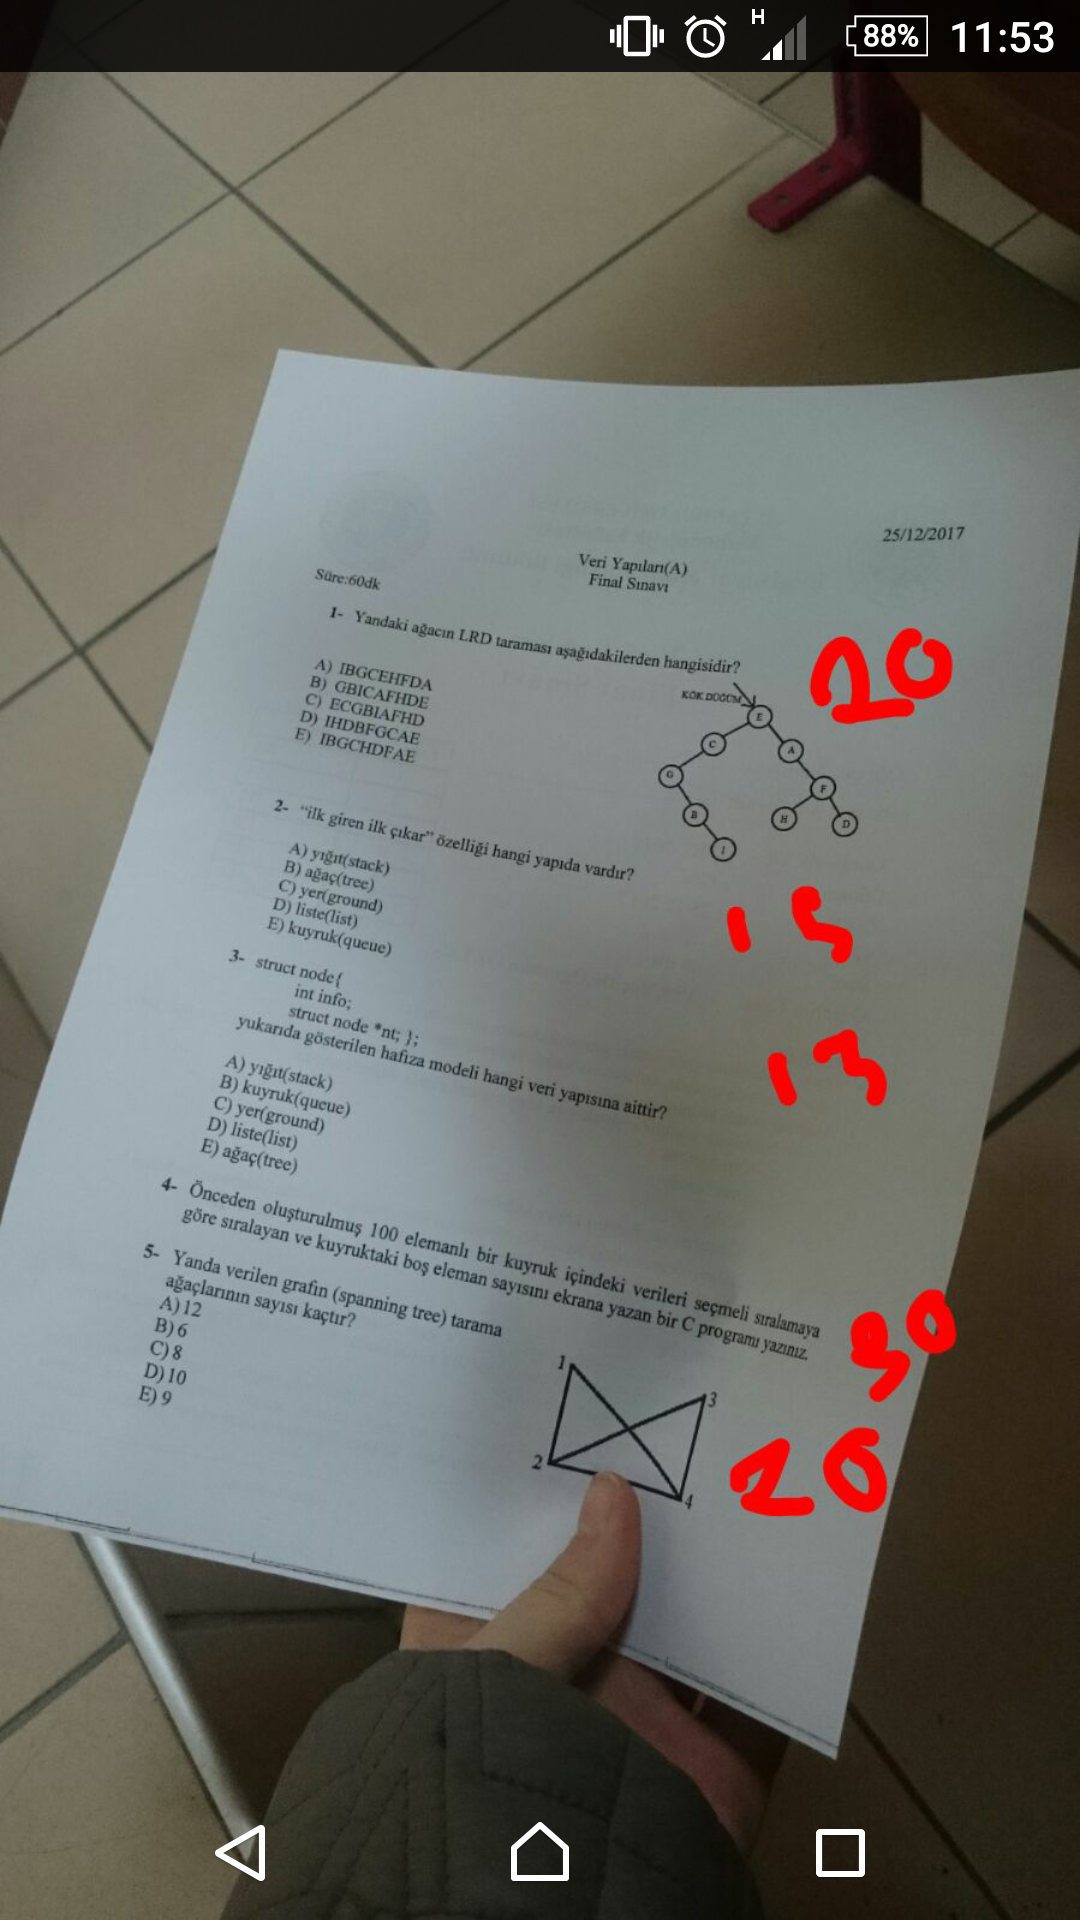 H 88% 11:53
25/12/2017
Veri Yapıları(A)
Final Sınavı
Süre:60dk
1- Yandaki ağacın LRD taraması aşağıdakilerden hangisidir?
20
A) IBGCEHFDA
B) GBICAFHDE
C) ECGBIAFHD
D) IHDBFGCAE
E) IBGCHDFAE
KÖK DÜĞÜM
E
C
A
G
F
B
H
D
I
2- "ilk giren ilk çıkar" özelliği hangi yapıda vardır?
A) yığıt(stack)
B) ağaç(tree)
C) yer(ground)
D) liste(list)
E) kuyruk(queue)
15
3- struct node{
int info;
struct node *nt; };
yukarıda gösterilen hafıza modeli hangi veri yapısına aittir?
13
A) yığıt(stack)
B) kuyruk(queue)
C) yer(ground)
D) liste(list)
E) ağaç(tree)
4- Önceden oluşturulmuş 100 elemanlı bir kuyruk içindeki verileri seçmeli sıralamaya
göre sıralayan ve kuyruktaki boş eleman sayısını ekrana yazan bir C programı yazınız.
30
5- Yanda verilen grafın (spanning tree) tarama
ağaçlarının sayısı kaçtır?
A) 12
B) 6
C) 8
D) 10
E) 9
1
3
2
4
20